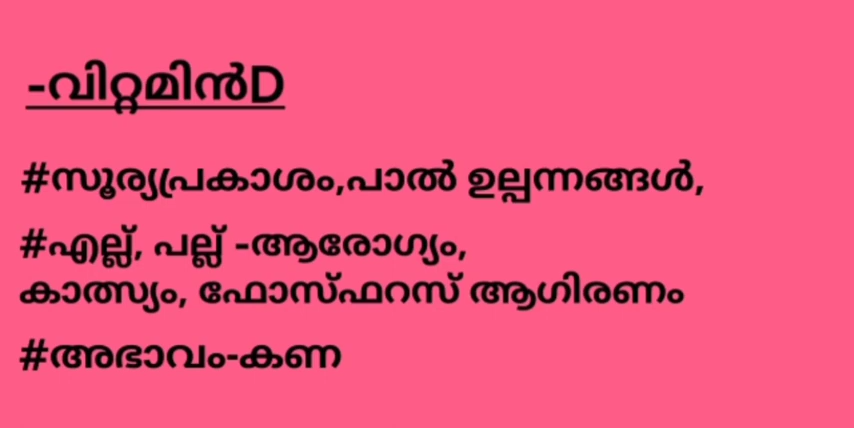 -വിറ്റമിൻD
#സൂര്യപ്രകാശം,പാൽ ഉല്പന്നങ്ങൾ,
#എല്ല്, പല്ല് -ആരോഗ്യം,
കാത്സ്യം, ഫോസ്ഫറസ് ആഗിരണം
#അഭാവം-കണ